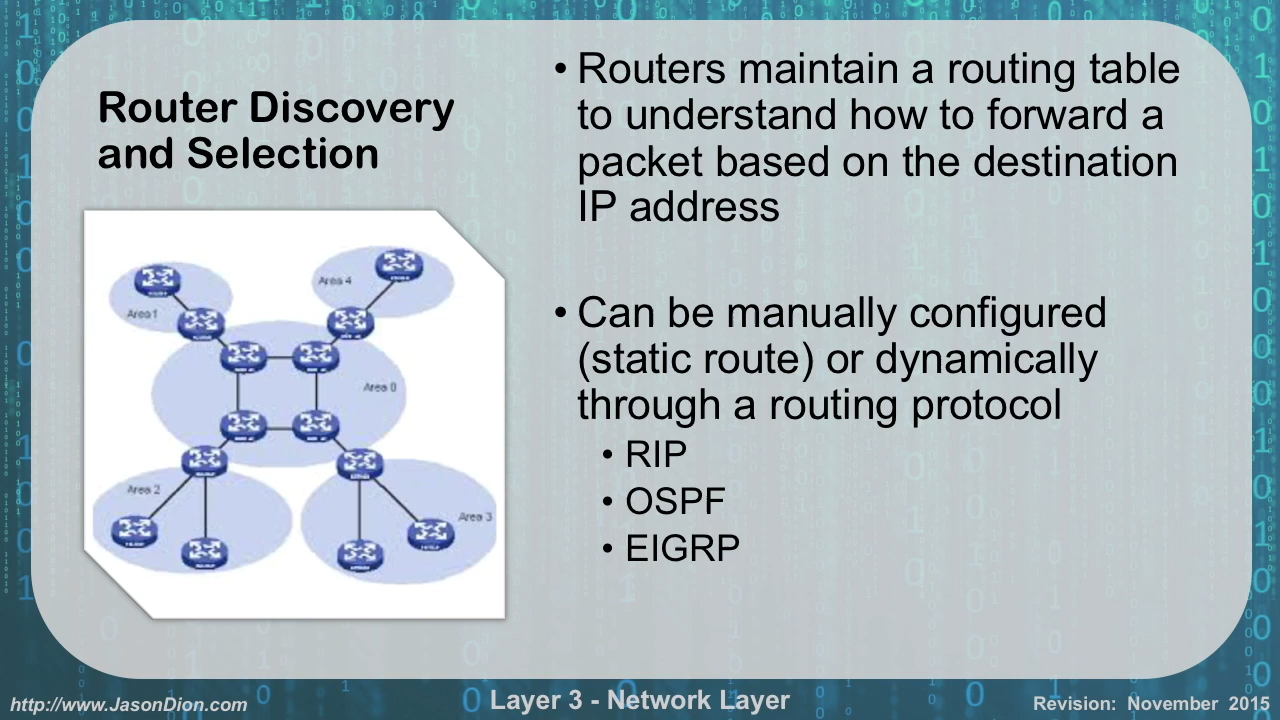 Router Discovery
and Selection
• Routers maintain a routing table
to understand how to forward a
packet based on the destination
IP address
• Can be manually configured
(static route) or dynamically
through a routing protocol
• RIP
• OSPF
• EIGRP
Area 1
Area 4
Area 0
Area 2
Area 3
http://www.JasonDion.com
Layer 3 - Network Layer
Revision: November 2015